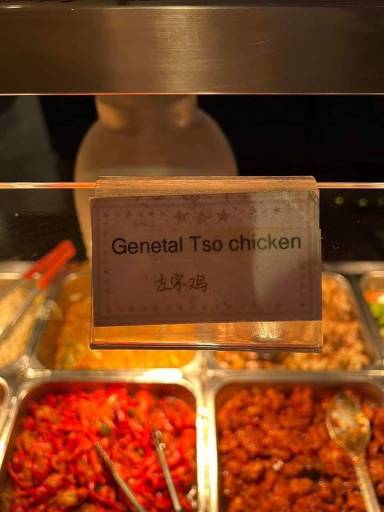 Genetal Tso chicken
左宗鸡